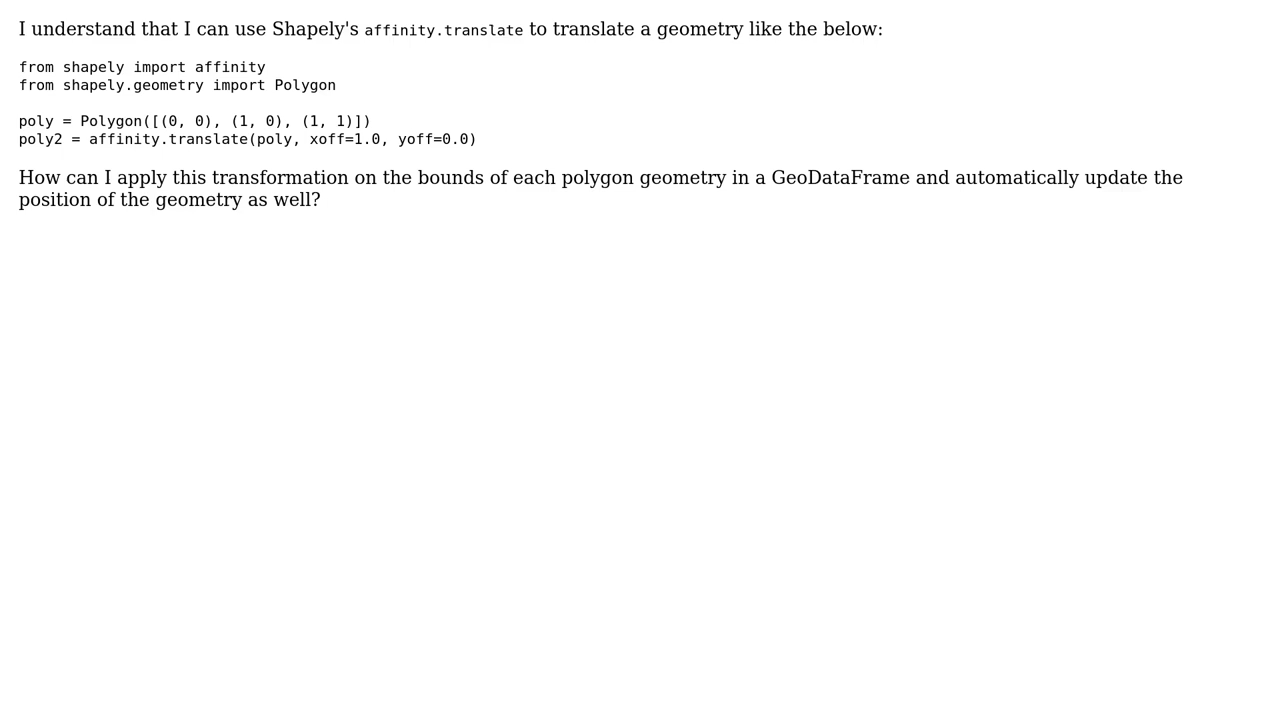 I understand that I can use Shapely's affinity.translate to translate a geometry like the below:
from shapely import affinity
from shapely.geometry import Polygon
poly = Polygon([(0, 0), (1, 0), (1, 1)])
poly2 = affinity.translate(poly, xoff=1.0, yoff=0.0)
How can I apply this transformation on the bounds of each polygon geometry in a GeoDataFrame and automatically update the
position of the geometry as well?